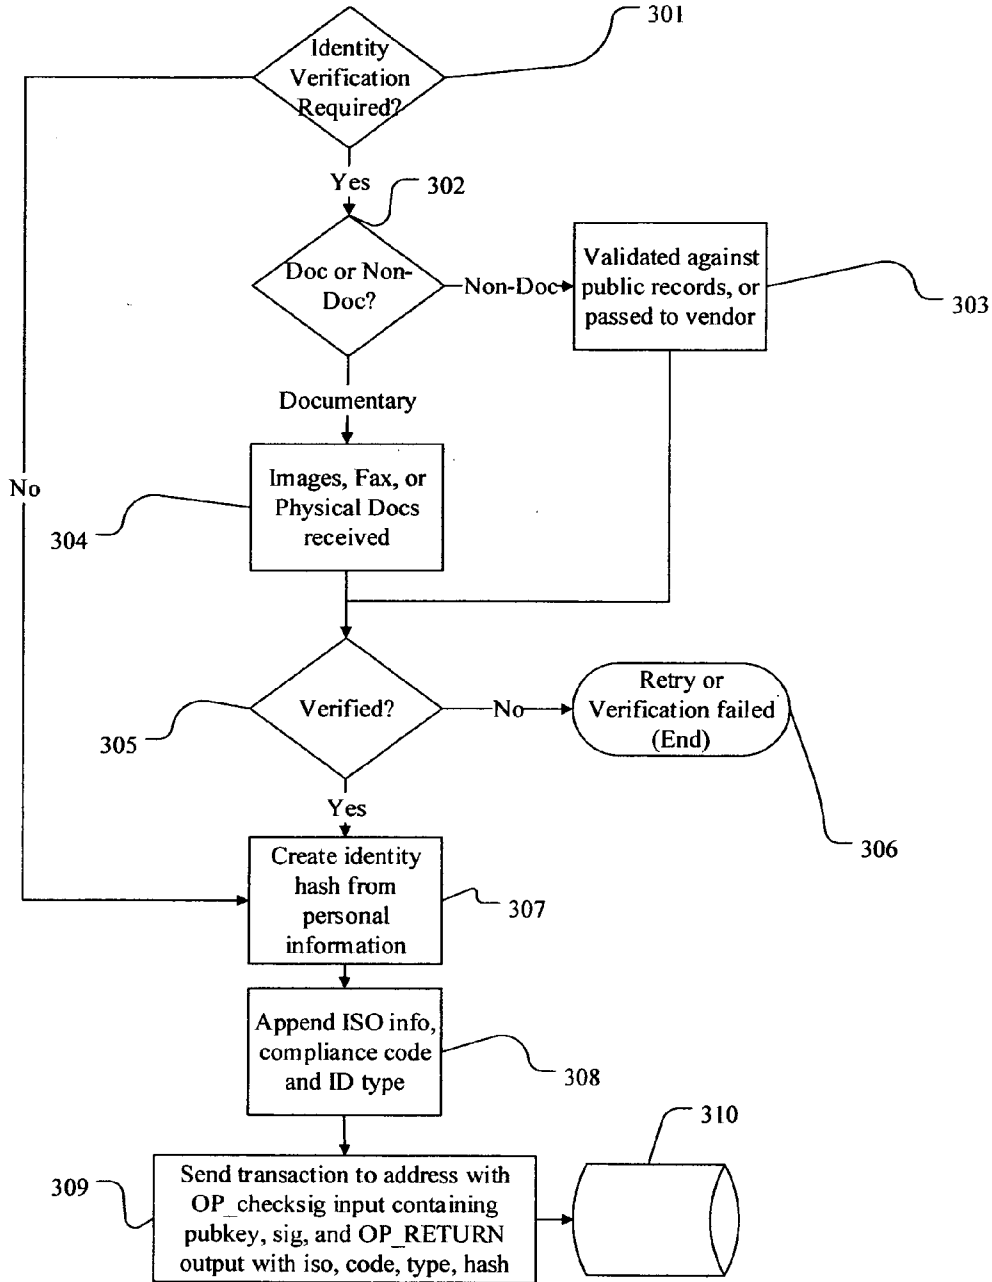 301
Identity
Verification
Required?
Yes
302
Doc or Non-
Doc?
Non-Doc
Validated against
public records, or
passed to vendor
303
Documentary
No
Images, Fax, or
Physical Docs
received
304
Verified?
305
No
Retry or
Verification failed
(End)
306
Yes
Create identity
hash from
personal
information
307
Append ISO info,
compliance code
and ID type
308
310
Send transaction to address with
OP_checksig input containing
pubkey, sig, and OP_RETURN
output with iso, code, type, hash
309